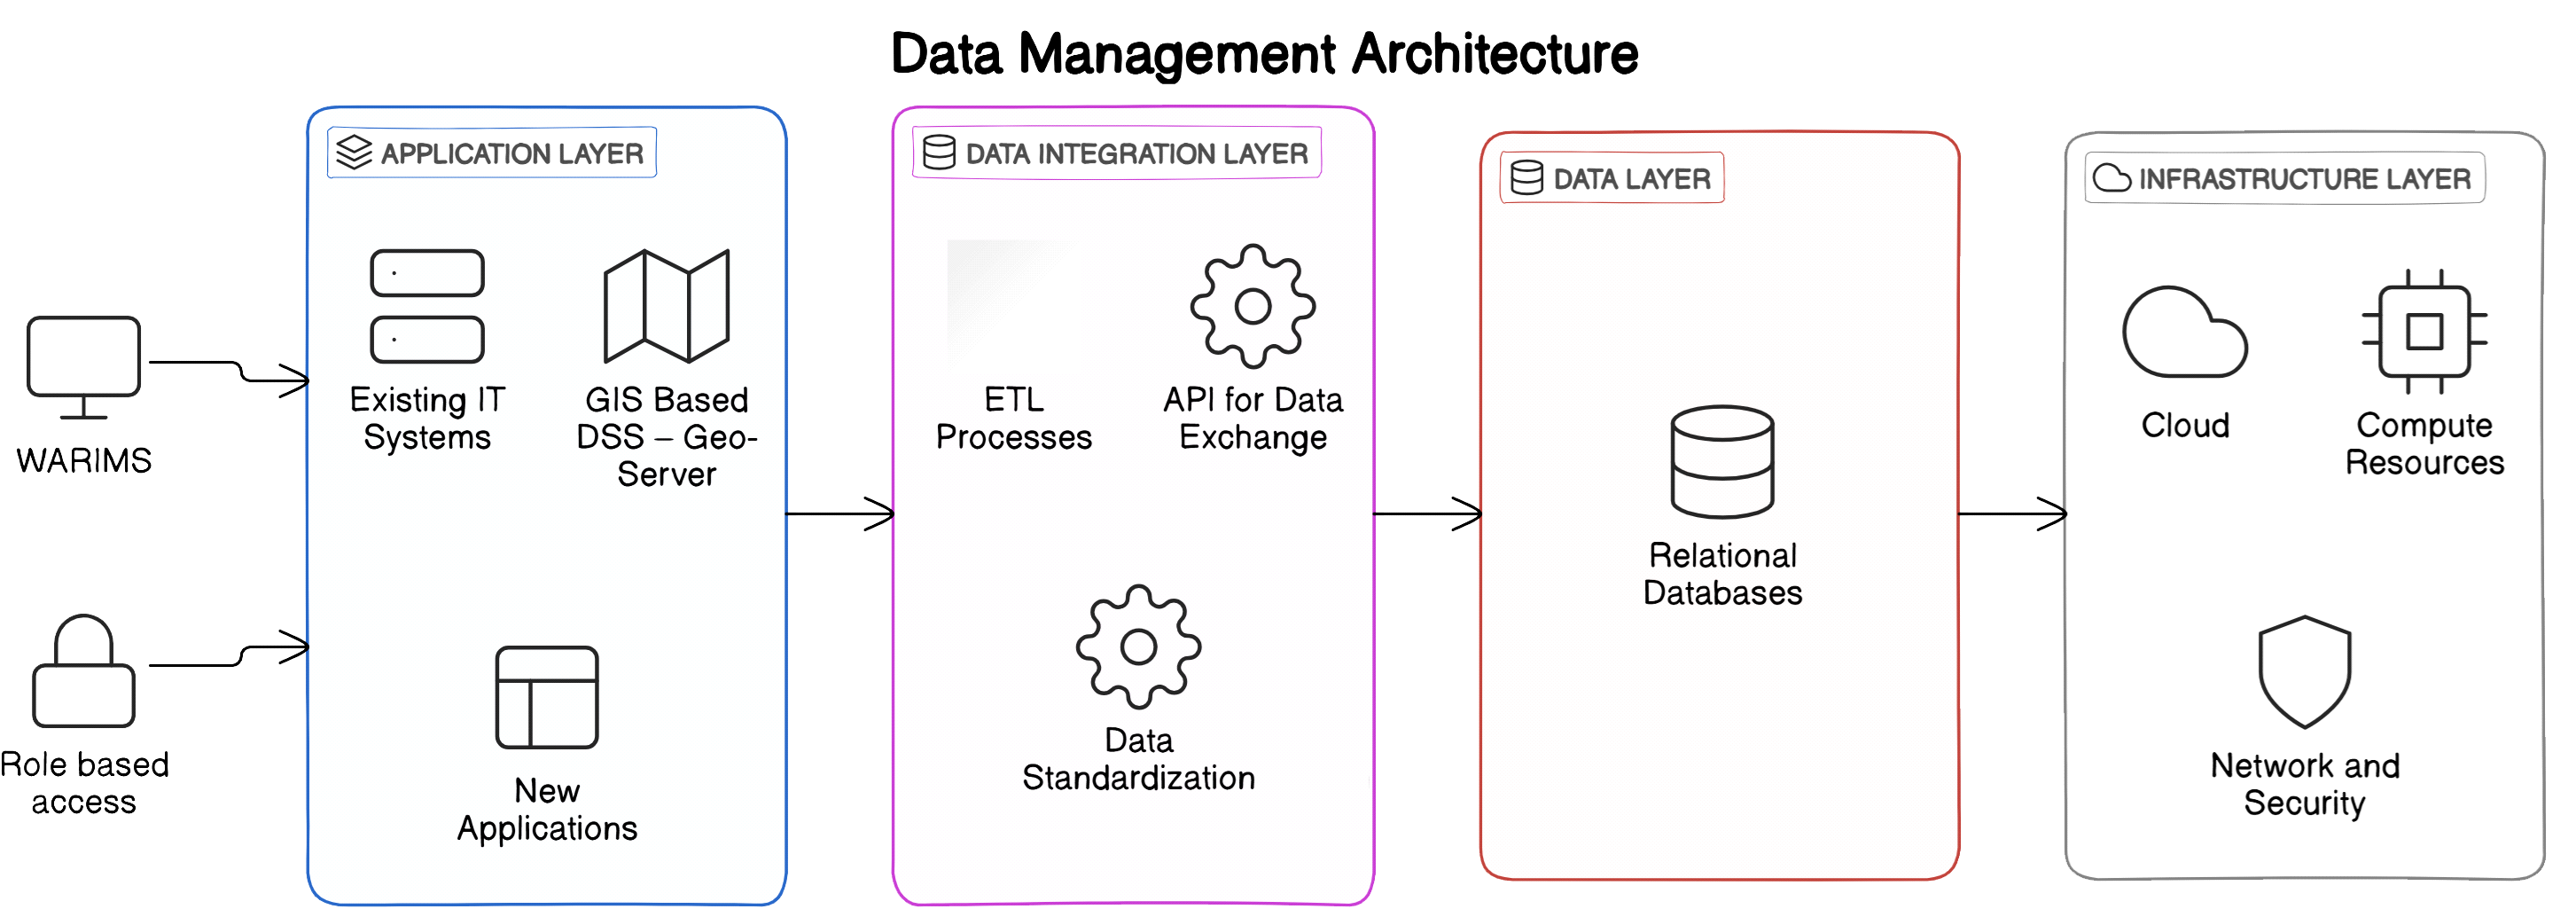 Data Management Architecture
APPLICATION LAYER
DATA INTEGRATION LAYER
DATA LAYER
INFRASTRUCTURE LAYER
WARIMS
Role based
access
Existing IT
Systems
GIS Based
DSS – Geo-
Server
New
Applications
ETL
Processes
API for Data
Exchange
Data
Standardization
Relational
Databases
Cloud
Compute
Resources
Network and
Security